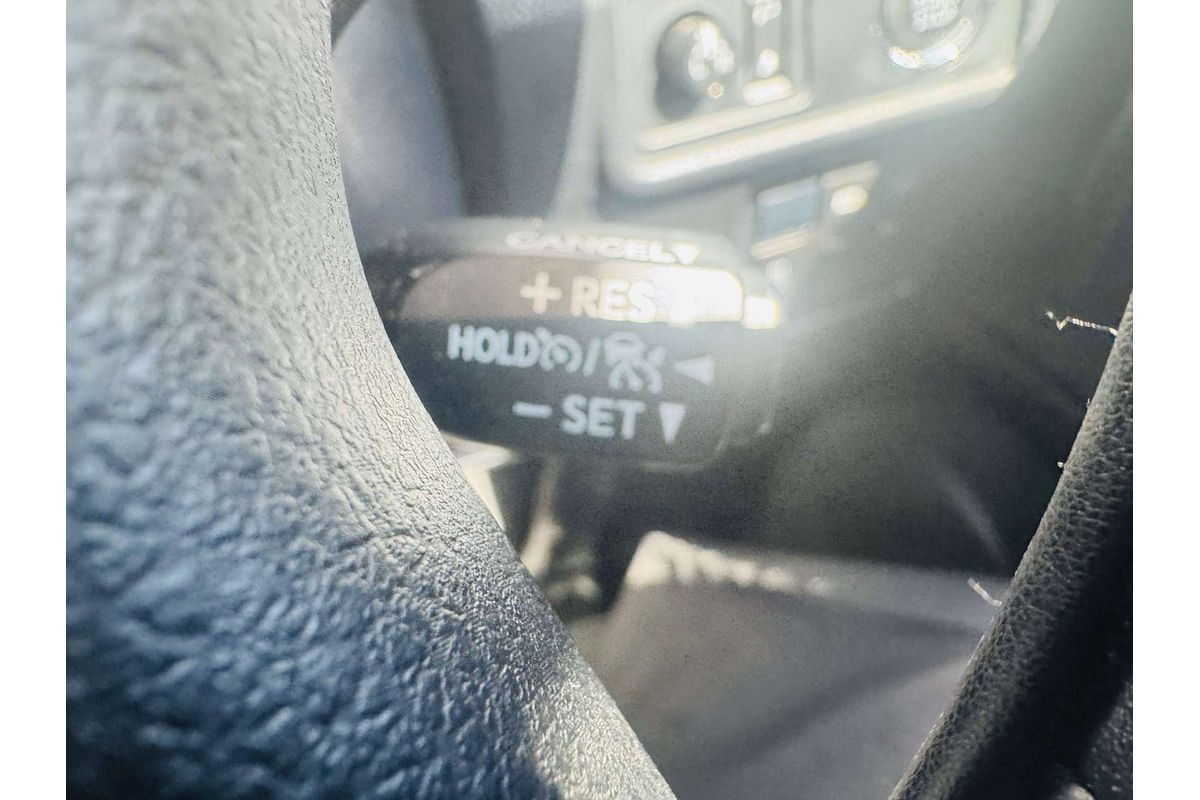 CANCEL
+ RES
HOLD /
− SET